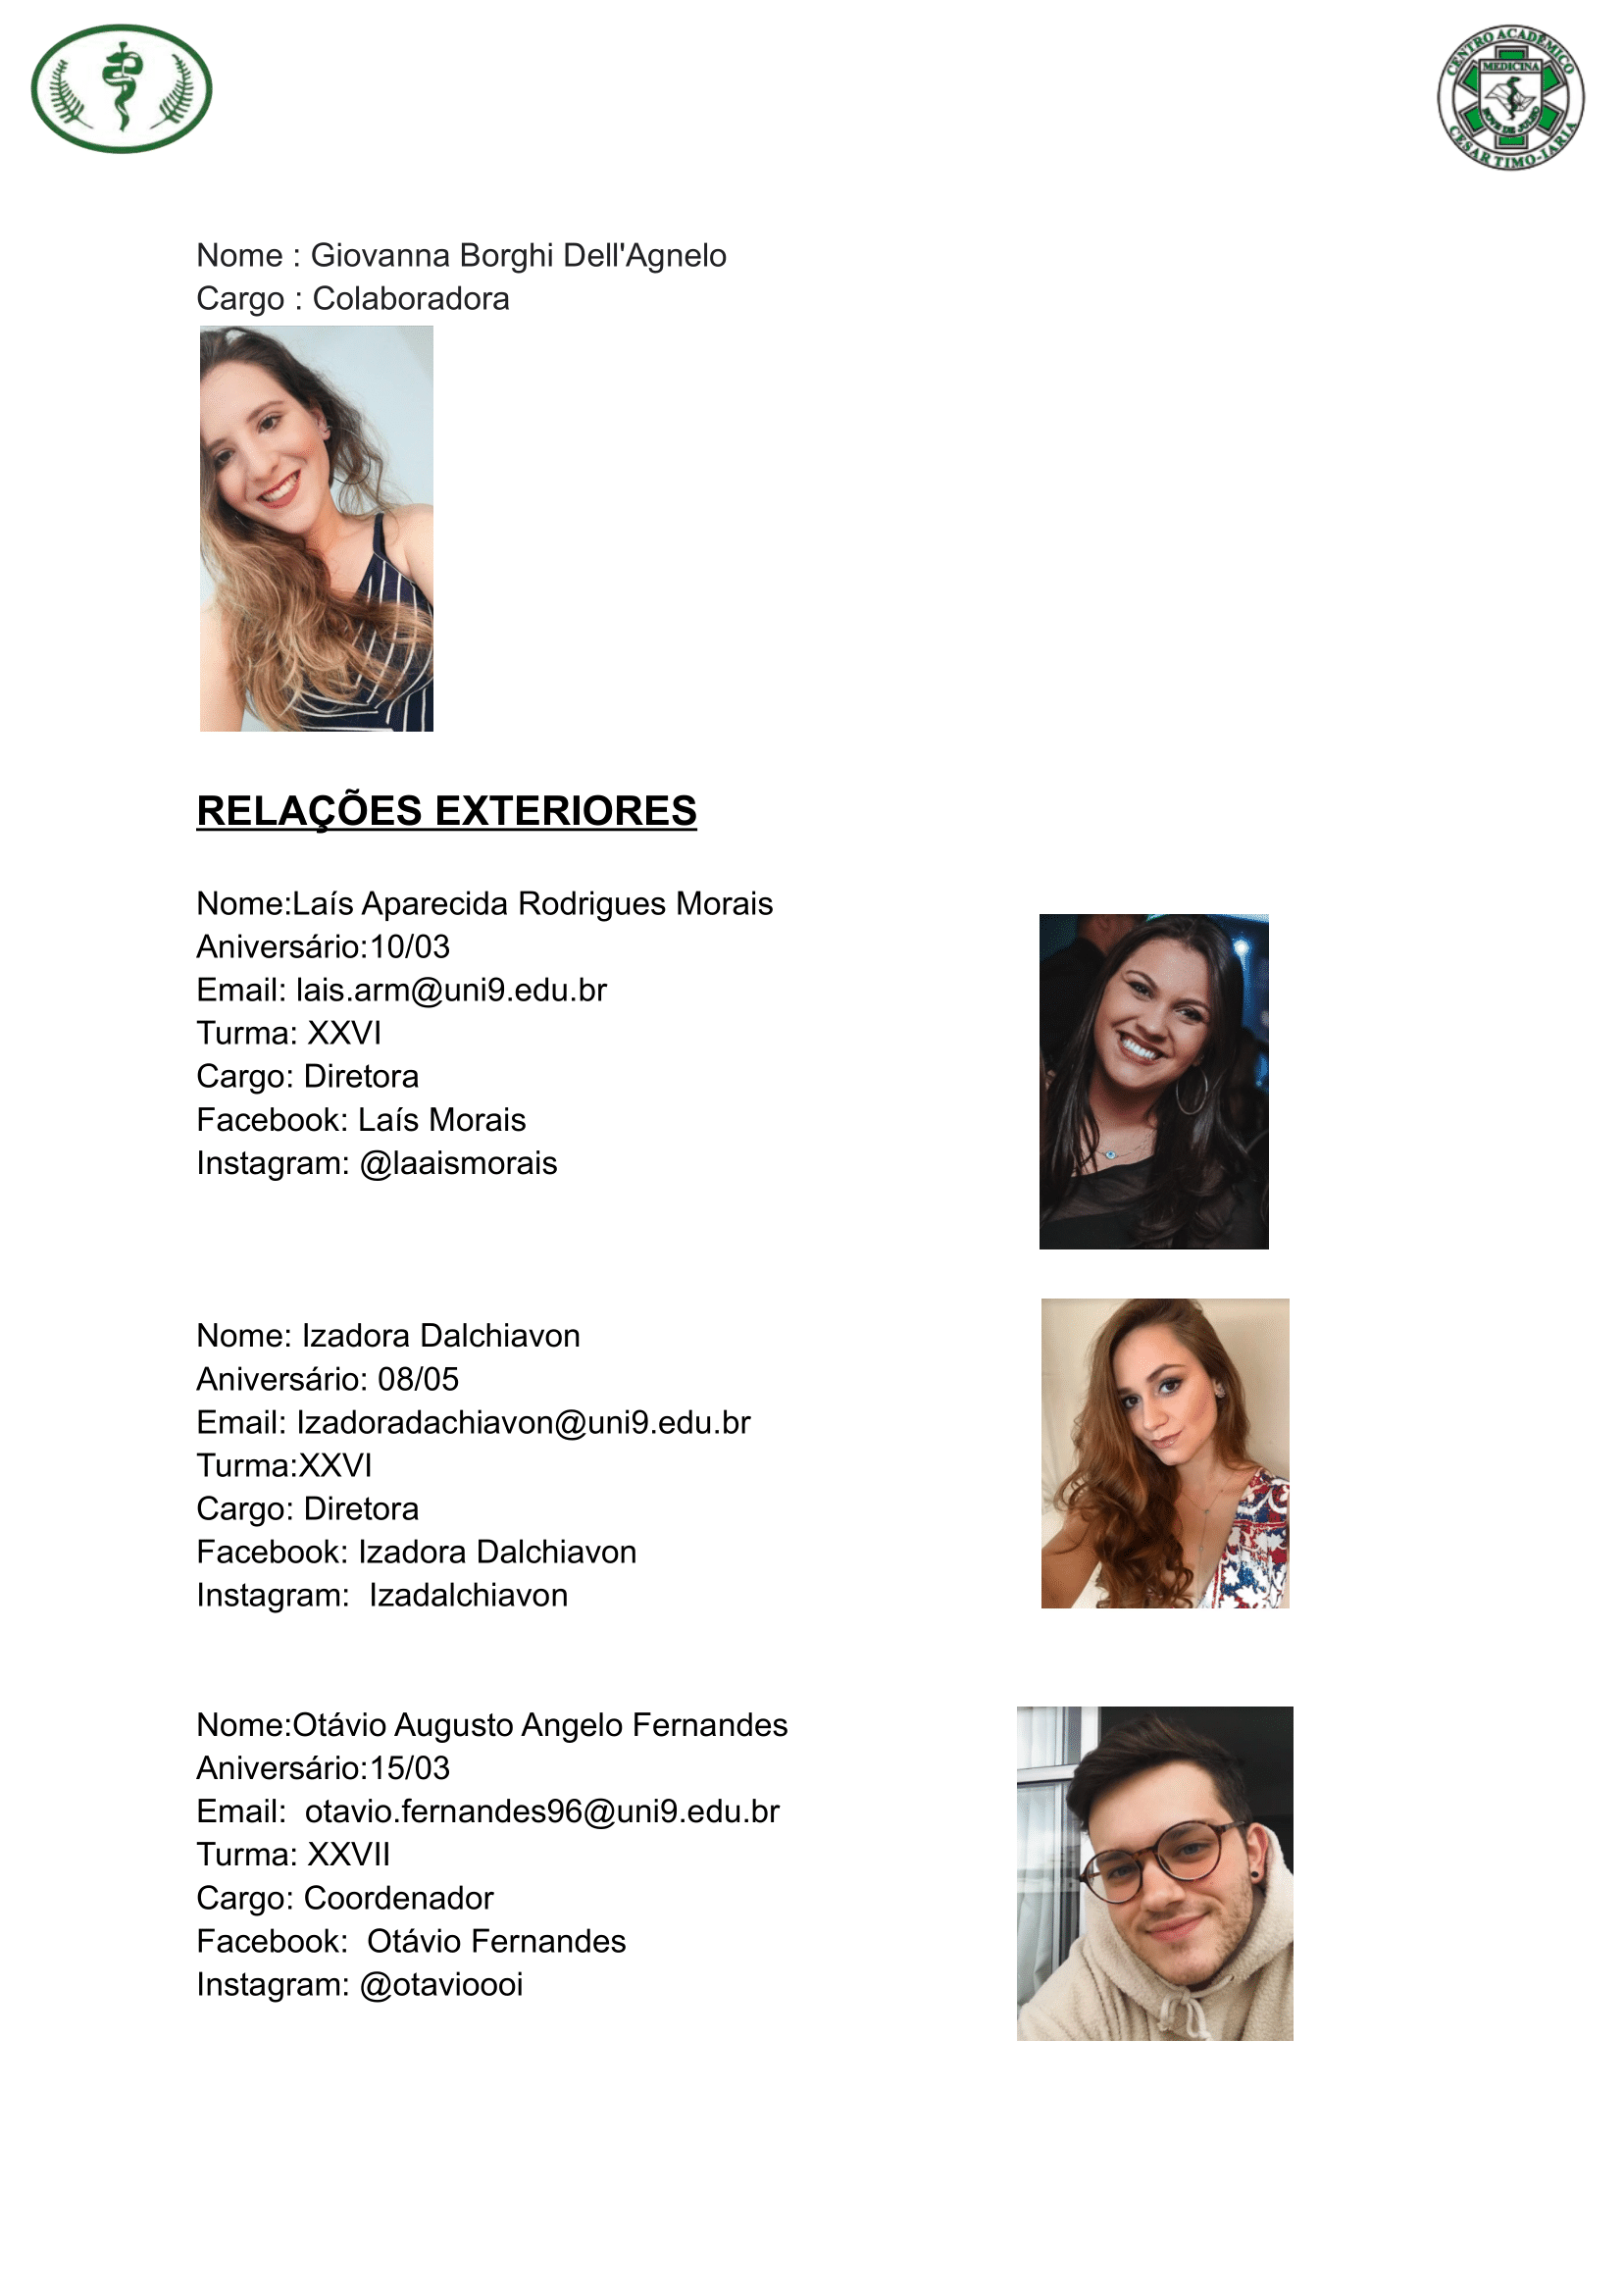 CENTRO ACADÊMICO
MEDICINA
NOVE DE JULHO
CESAR TIMO-IARIA
Nome : Giovanna Borghi Dell'Agnelo
Cargo : Colaboradora
RELAÇÕES EXTERIORES
Nome:Laís Aparecida Rodrigues Morais
Aniversário:10/03
Email: lais.arm@uni9.edu.br
Turma: XXVI
Cargo: Diretora
Facebook: Laís Morais
Instagram: @laaismorais
Nome: Izadora Dalchiavon
Aniversário: 08/05
Email: Izadoradachiavon@uni9.edu.br
Turma:XXVI
Cargo: Diretora
Facebook: Izadora Dalchiavon
Instagram:  Izadalchiavon
Nome:Otávio Augusto Angelo Fernandes
Aniversário:15/03
Email:  otavio.fernandes96@uni9.edu.br
Turma: XXVII
Cargo: Coordenador
Facebook:  Otávio Fernandes
Instagram: @otavioooi